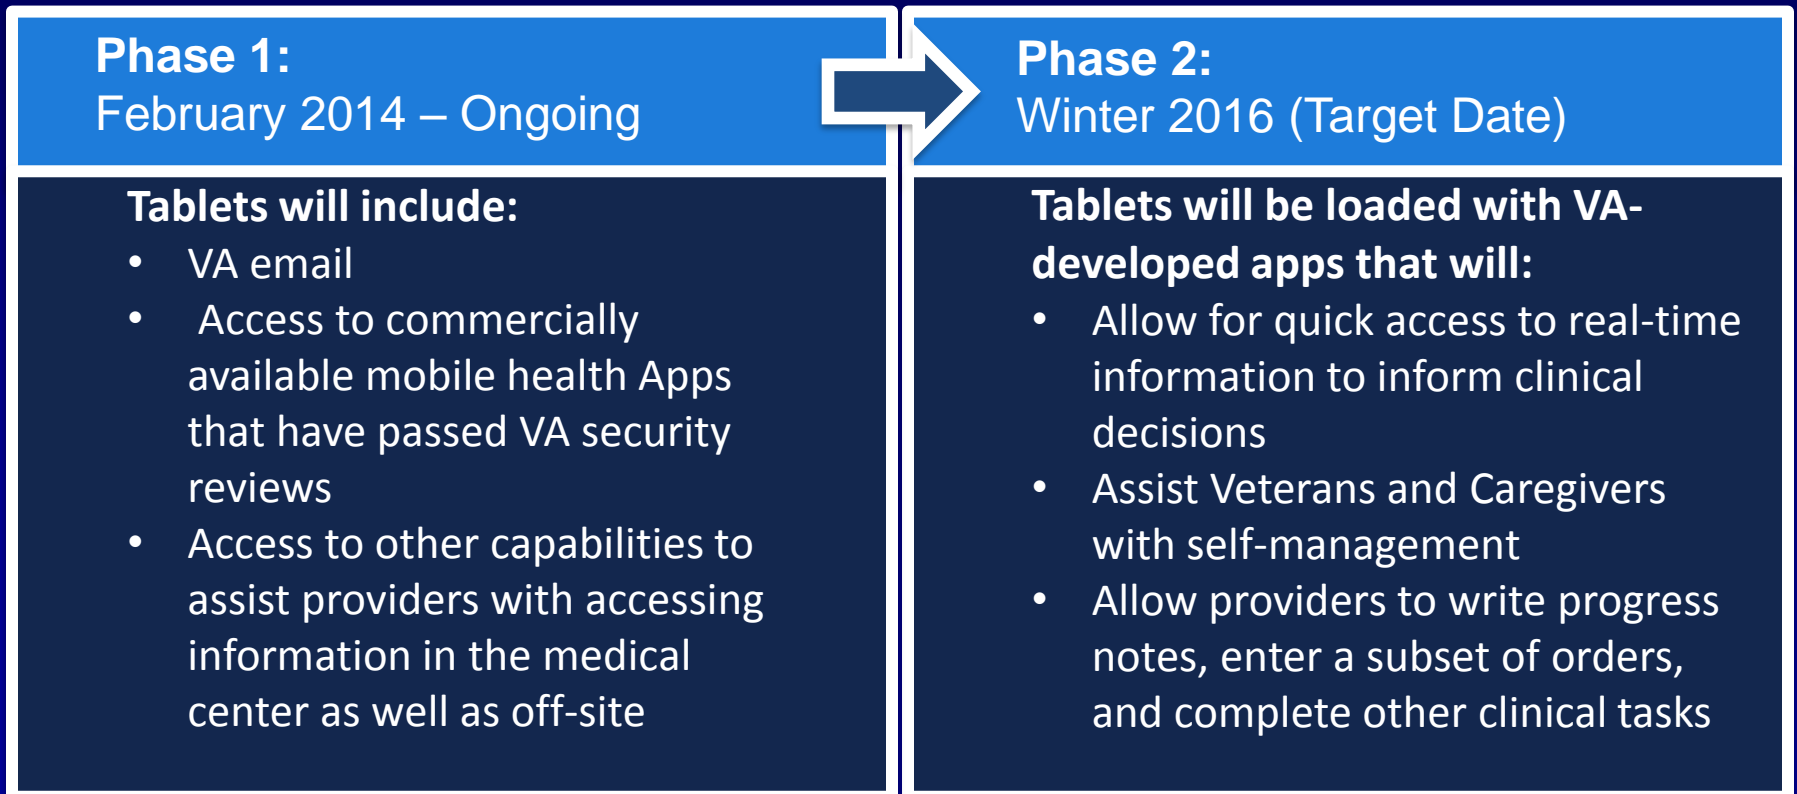 Phase 1:
February 2014 – Ongoing
Tablets will include:
• VA email
• Access to commercially
available mobile health Apps
that have passed VA security
reviews
• Access to other capabilities to
assist providers with accessing
information in the medical
center as well as off-site
Phase 2:
Winter 2016 (Target Date)
Tablets will be loaded with VA-
developed apps that will:
• Allow for quick access to real-time
information to inform clinical
decisions
• Assist Veterans and Caregivers
with self-management
• Allow providers to write progress
notes, enter a subset of orders,
and complete other clinical tasks